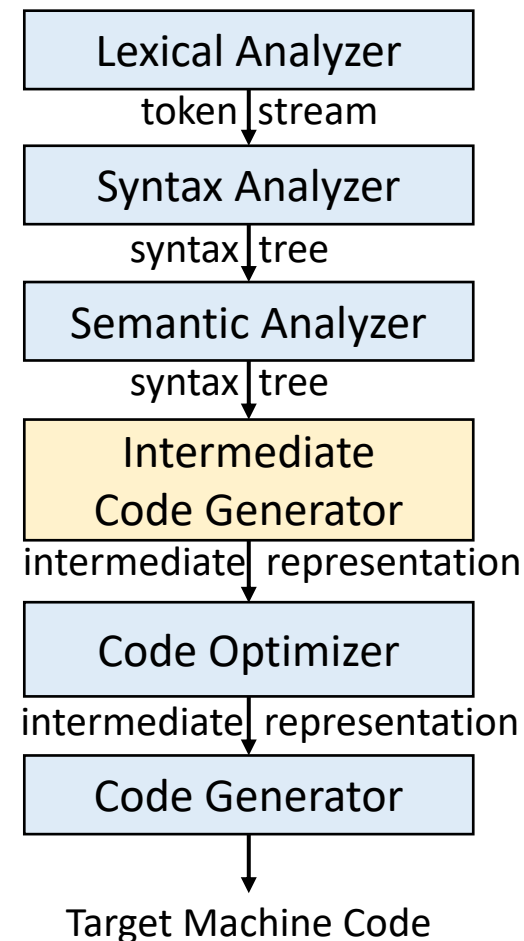 Lexical Analyzer
token stream
Syntax Analyzer
syntax tree
Semantic Analyzer
syntax tree
Intermediate
Code Generator
intermediate representation
Code Optimizer
intermediate representation
Code Generator
Target Machine Code